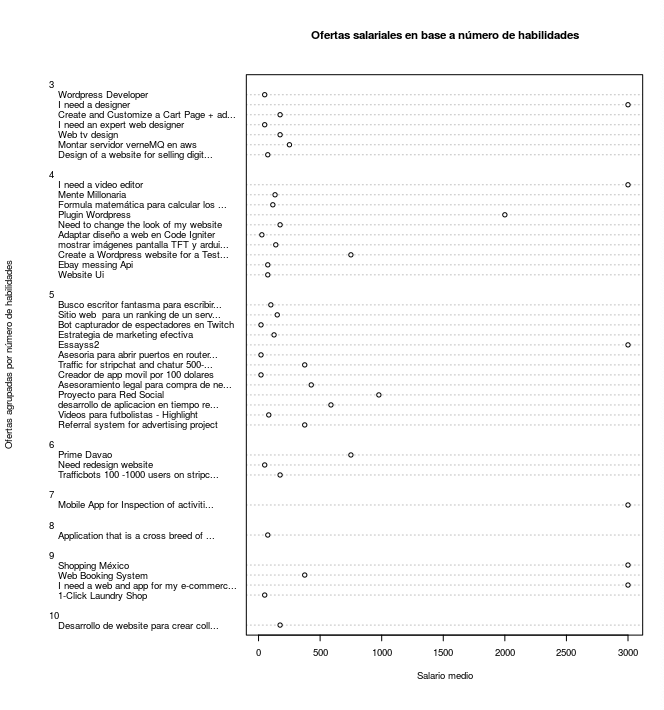 Ofertas salariales en base a número de habilidades
Ofertas agrupadas por número de habilidades
3
Wordpress Developer
I need a designer
Create and Customize a Cart Page + ad...
I need an expert web designer
Web tv design
Montar servidor verneMQ en aws
Design of a website for selling digit...
4
I need a video editor
Mente Millonaria
Formula matemática para calcular los ...
Plugin Wordpress
Need to change the look of my website
Adaptar diseño a web en Code Igniter
mostrar imágenes pantalla TFT y ardui...
Create a Wordpress website for a Test...
Ebay messing Api
Website Ui
5
Busco escritor fantasma para escribir...
Sitio web  para un ranking de un serv...
Bot capturador de espectadores en Twitch
Estrategia de marketing efectiva
Essayss2
Asesoria para abrir puertos en router...
Traffic for stripchat and chatur 500-...
Creador de app movil por 100 dolares
Asesoramiento legal para compra de ne...
Proyecto para Red Social
desarrollo de aplicacion en tiempo re...
Videos para futbolistas - Highlight
Referral system for advertising project
6
Prime Davao
Need redesign website
Trafficbots 100 -1000 users on stripc...
7
Mobile App for Inspection of activiti...
8
Application that is a cross breed of ...
9
Shopping México
Web Booking System
I need a web and app for my e-commerc...
1-Click Laundry Shop
10
Desarrollo de website para crear coll...
0 500 1000 1500 2000 2500 3000
Salario medio